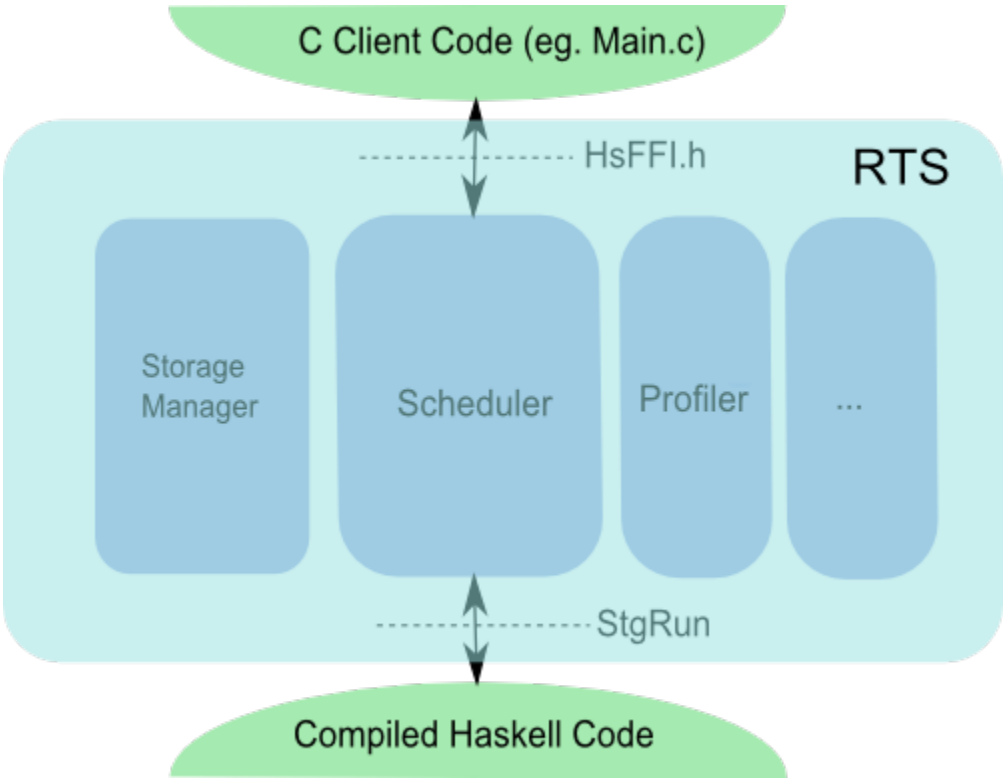 C Client Code (eg. Main.c)
HsFFI.h
RTS
Storage
Manager
Scheduler
Profiler
...
StgRun
Compiled Haskell Code